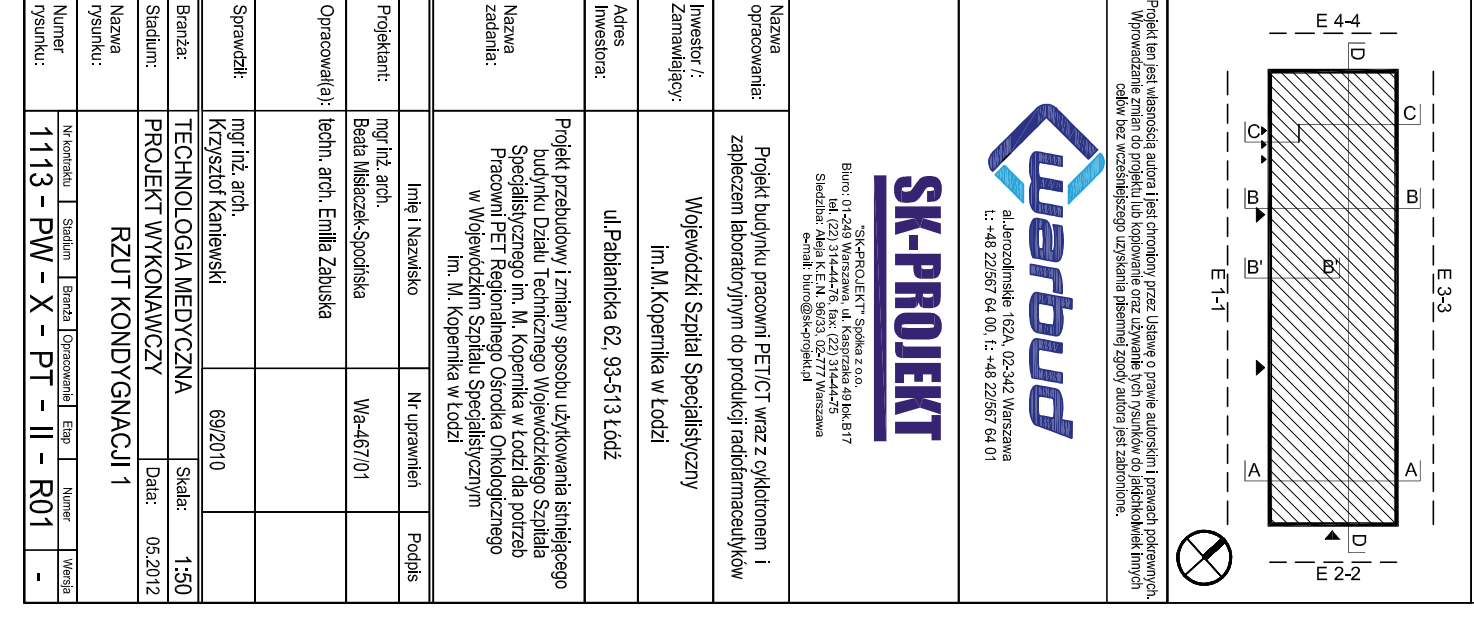 E 4-4
D
C
C
B
B
B'
B'
E 1-1
E 3-3
A
A
D
E 2-2
Projekt ten jest własnością autora i jest chroniony przez Ustawę o prawie autorskim i prawach pokrewnych.
Wprowadzanie zmian do projektu lub kopiowanie oraz używanie tych rysunków do jakichkolwiek innych
celów bez wcześniejszego uzyskania pisemnej zgody autora jest zabronione.
warbud
al.Jerozolimskie 162A, 02-342 Warszawa
t.: +48 22/567 64 00, f.: +48 22/567 64 01
SK-PROJEKT
"SK-PROJEKT" Spółka z o.o.
Biuro: 01-249 Warszawa, ul. Kasprzaka 49 lok.B17
tel. (22) 314-44-76, fax: (22) 314-44-75
Siedziba: Aleja K.E.N. 96/33, 02-777 Warszawa
e-mail: biuro@sk-projekt.pl
Nazwa
opracowania:
Projekt budynku pracowni PET/CT wraz z cyklotronem i
zapleczem laboratoryjnym do produkcji radiofarmaceutyków
Inwestor /:
Zamawiający:
Wojewódzki Szpital Specjalistyczny
im.M.Kopernika w Łodzi
Adres
Inwestora:
ul.Pabianicka 62, 93-513 Łódź
Nazwa
zadania:
Projekt przebudowy i zmiany sposobu użytkowania istniejącego
budynku Działu Technicznego Wojewódzkiego Szpitala
Specjalistycznego im. M. Kopernika w Łodzi dla potrzeb
Pracowni PET Regionalnego Ośrodka Onkologicznego
w Wojewódzkim Szpitalu Specjalistycznym
im. M. Kopernika w Łodzi
Imię i Nazwisko
Nr uprawnień
Podpis
Projektant:
mgr inż. arch.
Beata Misiaczek-Spocińska
Wa-467/01
Opracował(a):
techn. arch. Emilia Zabuska
Sprawdził:
mgr inż. arch.
Krzysztof Kaniewski
69/2010
Branża:
TECHNOLOGIA MEDYCZNA
Skala:
1:50
Stadium:
PROJEKT WYKONAWCZY
Data:
05.2012
Nazwa
rysunku:
RZUT KONDYGNACJI 1
Numer
rysunku:
Nr kontraktu Stadium Branża Opracowanie Etap Numer Wersja
1113 - PW - X - PT - II - R01 -